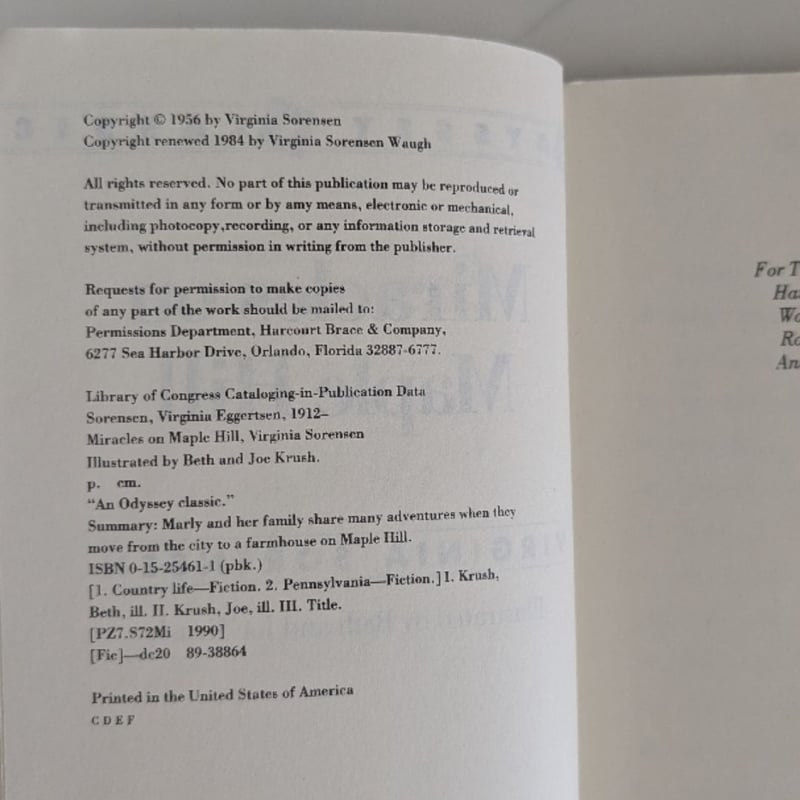 Copyright © 1956 by Virginia Sorensen
Copyright renewed 1984 by Virginia Sorensen Waugh
All rights reserved. No part of this publication may be reproduced or
transmitted in any form or by amy means, electronic or mechanical,
including photocopy,recording, or any information storage and retrieval
system, without permission in writing from the publisher.
Requests for permission to make copies
of any part of the work should be mailed to:
Permissions Department, Harcourt Brace & Company,
6277 Sea Harbor Drive, Orlando, Florida 32887-6777.
Library of Congress Cataloging-in-Publication Data
Sorensen, Virginia Eggertsen, 1912–
Miracles on Maple Hill, Virginia Sorensen
Illustrated by Beth and Joe Krush.
p. cm.
“An Odyssey classic.”
Summary: Marly and her family share many adventures when they
move from the city to a farmhouse on Maple Hill.
ISBN 0-15-25461-1 (pbk.)
[1. Country life—Fiction. 2. Pennsylvania—Fiction.] I. Krush,
Beth, ill. II. Krush, Joe, ill. III. Title.
[PZ7.S72Mi 1990]
[Fic]—dc20 89-38864
Printed in the United States of America
C D E F
For